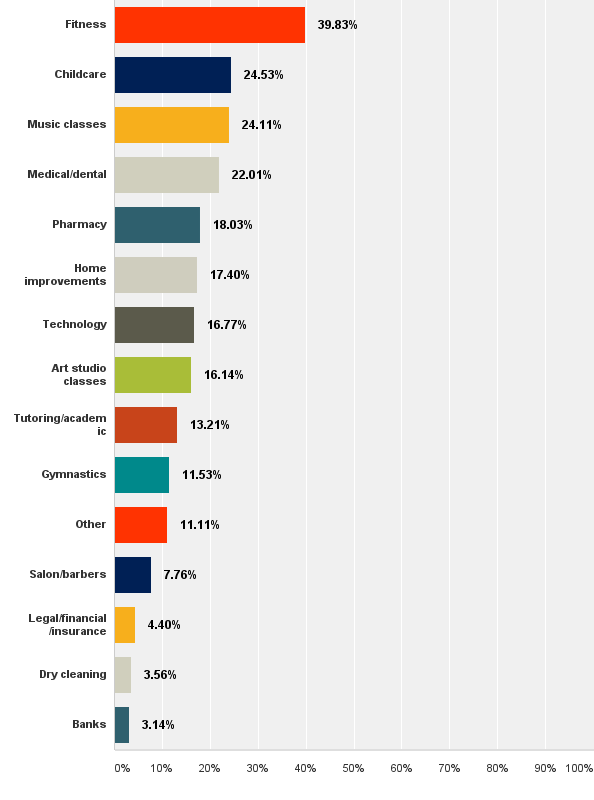 Fitness
39.83%
Childcare
24.53%
Music classes
24.11%
Medical/dental
22.01%
Pharmacy
18.03%
Home
improvements
17.40%
Technology
16.77%
Art studio
classes
16.14%
Tutoring/academ
ic
13.21%
Gymnastics
11.53%
Other
11.11%
Salon/barbers
7.76%
Legal/financial
/insurance
4.40%
Dry cleaning
3.56%
Banks
3.14%
0% 10% 20% 30% 40% 50% 60% 70% 80% 90% 100%